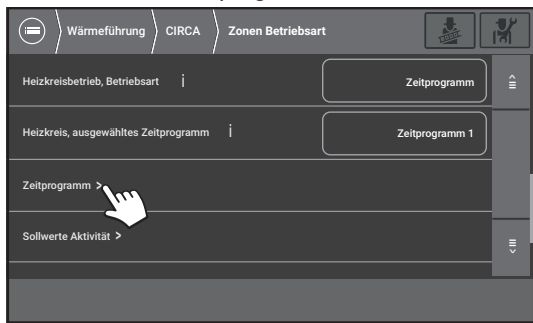 Wärmeführung CIRCA Zonen Betriebsart
Heizkreisbetrieb, Betriebsart i Zeitprogramm
Heizkreis, ausgewähltes Zeitprogramm i Zeitprogramm 1
Zeitprogramm >
Sollwerte Aktivität >